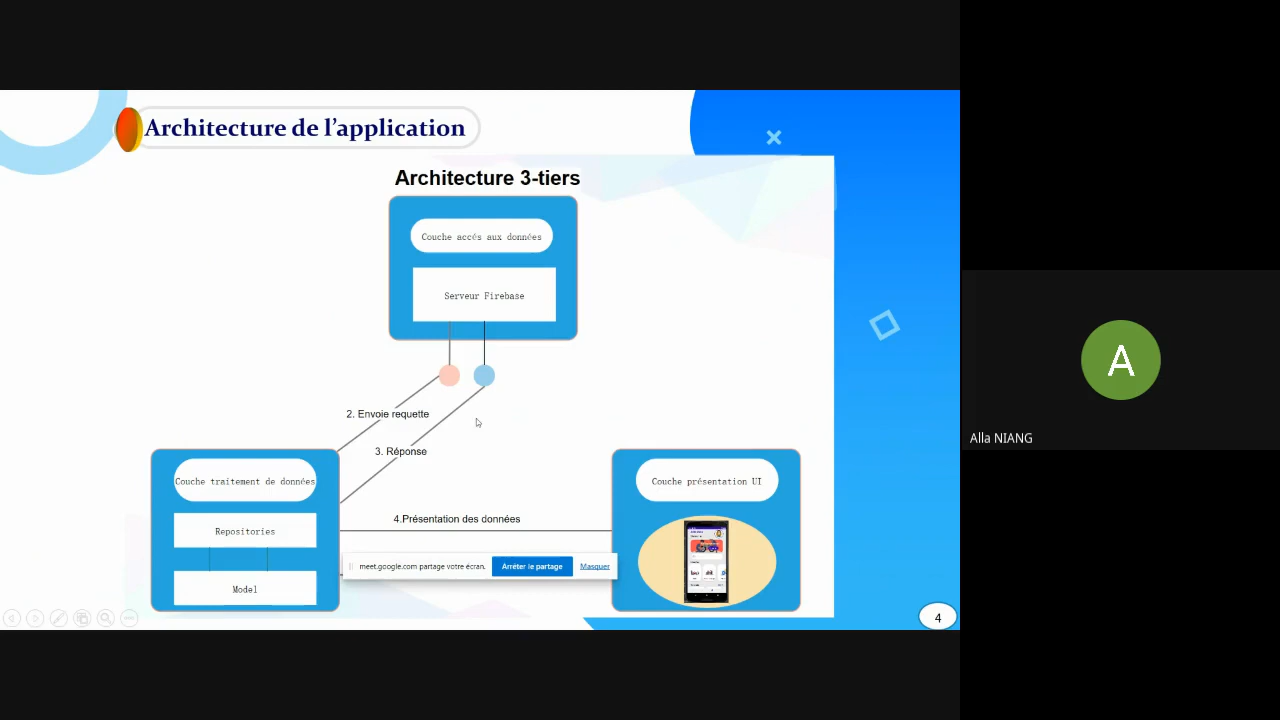 Architecture de l’application
Architecture 3-tiers
Couche accés aux données
Serveur Firebase
2. Envoie requette
3. Réponse
Couche traitement de données
Repositories
Model
4.Présentation des données
Couche présentation UI
meet.google.com partage votre écran.
Arrêter le partage
Masquer
4
A
Alla NIANG